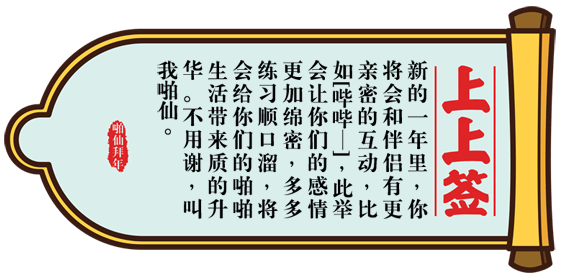 上上签
新的一年里，你
将会和伴侣有更
亲密的互动，比
如[哔哔—]，此举
会让你们的感情
更加绵密，多多
练习顺口溜，将
会给你们的啪啪
生活带来质的升
华。不用谢，叫
我啪仙。
啪仙拜年